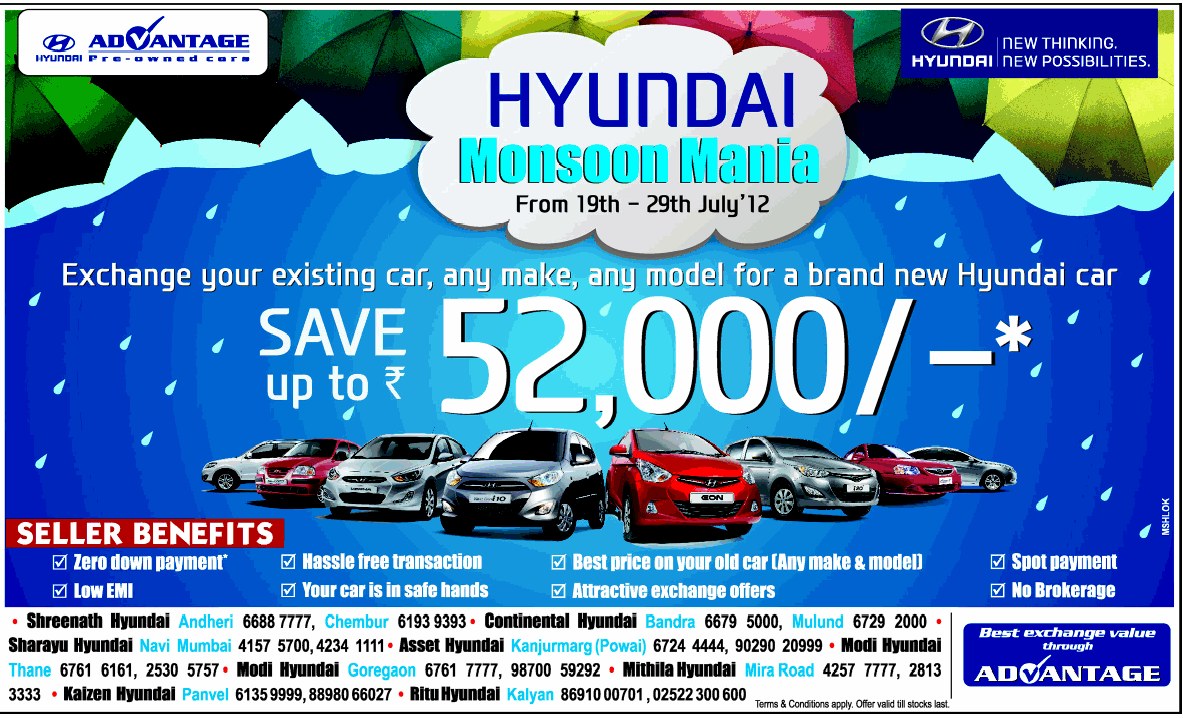 HYUNDAI
ADVANTAGE
Pre-owned cars
HYUNDAI
NEW THINKING.
NEW POSSIBILITIES.
HYUNDAI
Monsoon Mania
From 19th - 29th July'12
Exchange your existing car, any make, any model for a brand new Hyundai car
SAVE
up to ₹
52,000/-*
i10
EON
i20
MSHLOK
SELLER BENEFITS
Zero down payment*
Hassle free transaction
Best price on your old car (Any make & model)
Spot payment
Low EMI
Your car is in safe hands
Attractive exchange offers
No Brokerage
• Shreenath Hyundai Andheri 6688 7777, Chembur 6193 9393 • Continental Hyundai Bandra 6679 5000, Mulund 6729 2000 •
Sharayu Hyundai Navi Mumbai 4157 5700, 4234 1111 • Asset Hyundai Kanjurmarg (Powai) 6724 4444, 90290 20999 • Modi Hyundai
Thane 6761 6161, 2530 5757 • Modi Hyundai Goregaon 6761 7777, 98700 59292 • Mithila Hyundai Mira Road 4257 7777, 2813
3333 • Kaizen Hyundai Panvel 6135 9999, 88980 66027 • Ritu Hyundai Kalyan 86910 00701, 02522 300 600
Terms & Conditions apply. Offer valid till stocks last.
Best exchange value
through
ADVANTAGE